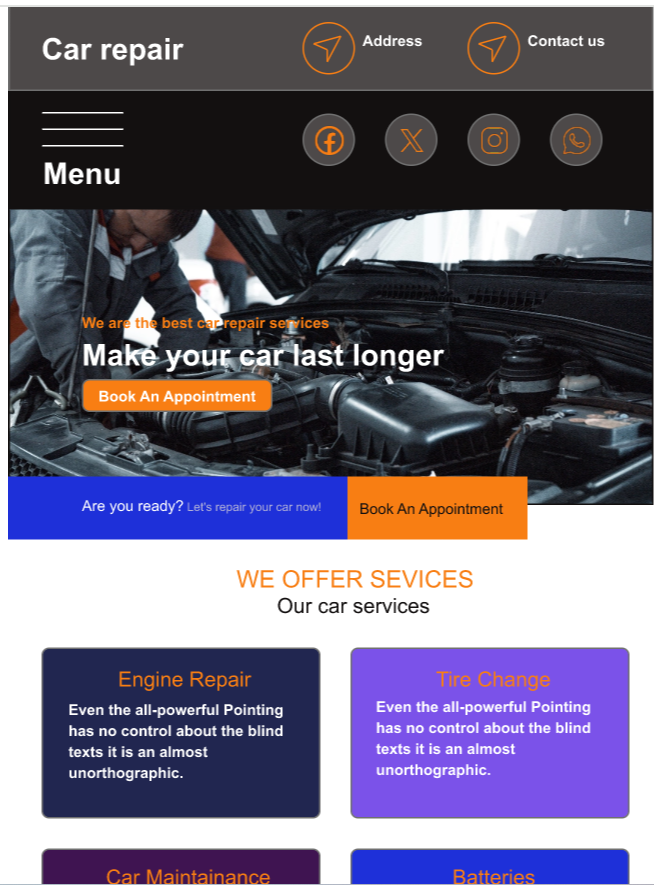 Car repair
Address
Contact us
Menu
We are the best car repair services
Make your car last longer
Book An Appointment
Are you ready? Let's repair your car now!
Book An Appointment
WE OFFER SEVICES
Our car services
Engine Repair
Even the all-powerful Pointing
has no control about the blind
texts it is an almost
unorthographic.
Tire Change
Even the all-powerful Pointing
has no control about the blind
texts it is an almost
unorthographic.
Car Maintainance
Batteries